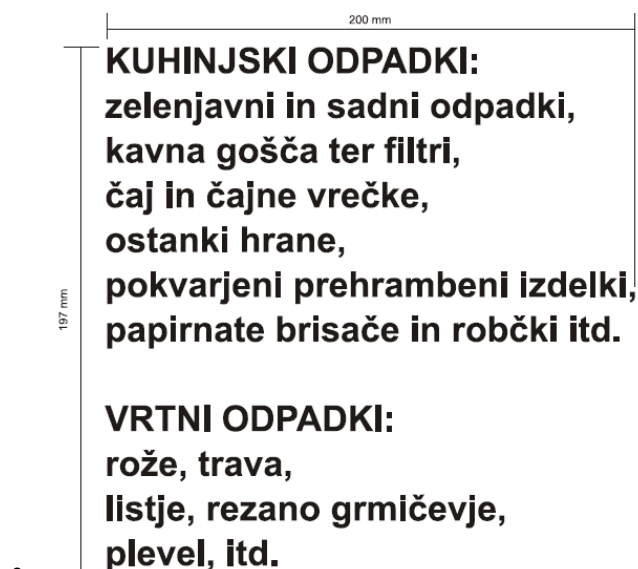 200 mm
KUHINJSKI ODPADKI:
zelenjavni in sadni odpadki,
kavna gošča ter filtri,
čaj in čajne vrečke,
ostanki hrane,
pokvarjeni prehrambeni izdelki,
papirnate brisače in robčki itd.
197 mm
VRTNI ODPADKI:
rože, trava,
listje, rezano grmičevje,
plevel, itd.